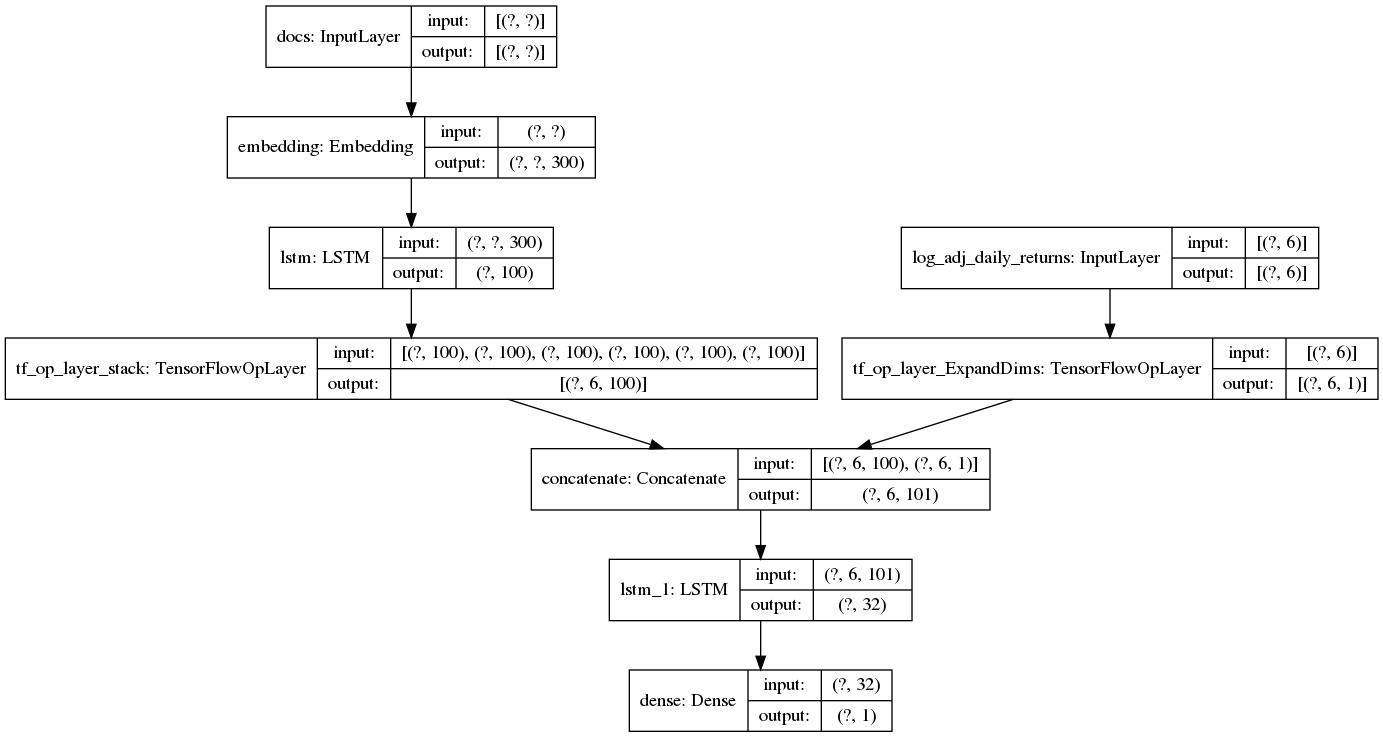 docs: InputLayer
input: [(?, ?)]
output: [(?, ?)]
embedding: Embedding
input: (?, ?)
output: (?, ?, 300)
lstm: LSTM
input: (?, ?, 300)
output: (?, 100)
log_adj_daily_returns: InputLayer
input: [(?, 6)]
output: [(?, 6)]
tf_op_layer_stack: TensorFlowOpLayer
input: [(?, 100), (?, 100), (?, 100), (?, 100), (?, 100), (?, 100)]
output: [(?, 6, 100)]
tf_op_layer_ExpandDims: TensorFlowOpLayer
input: [(?, 6)]
output: [(?, 6, 1)]
concatenate: Concatenate
input: [(?, 6, 100), (?, 6, 1)]
output: (?, 6, 101)
lstm_1: LSTM
input: (?, 6, 101)
output: (?, 32)
dense: Dense
input: (?, 32)
output: (?, 1)